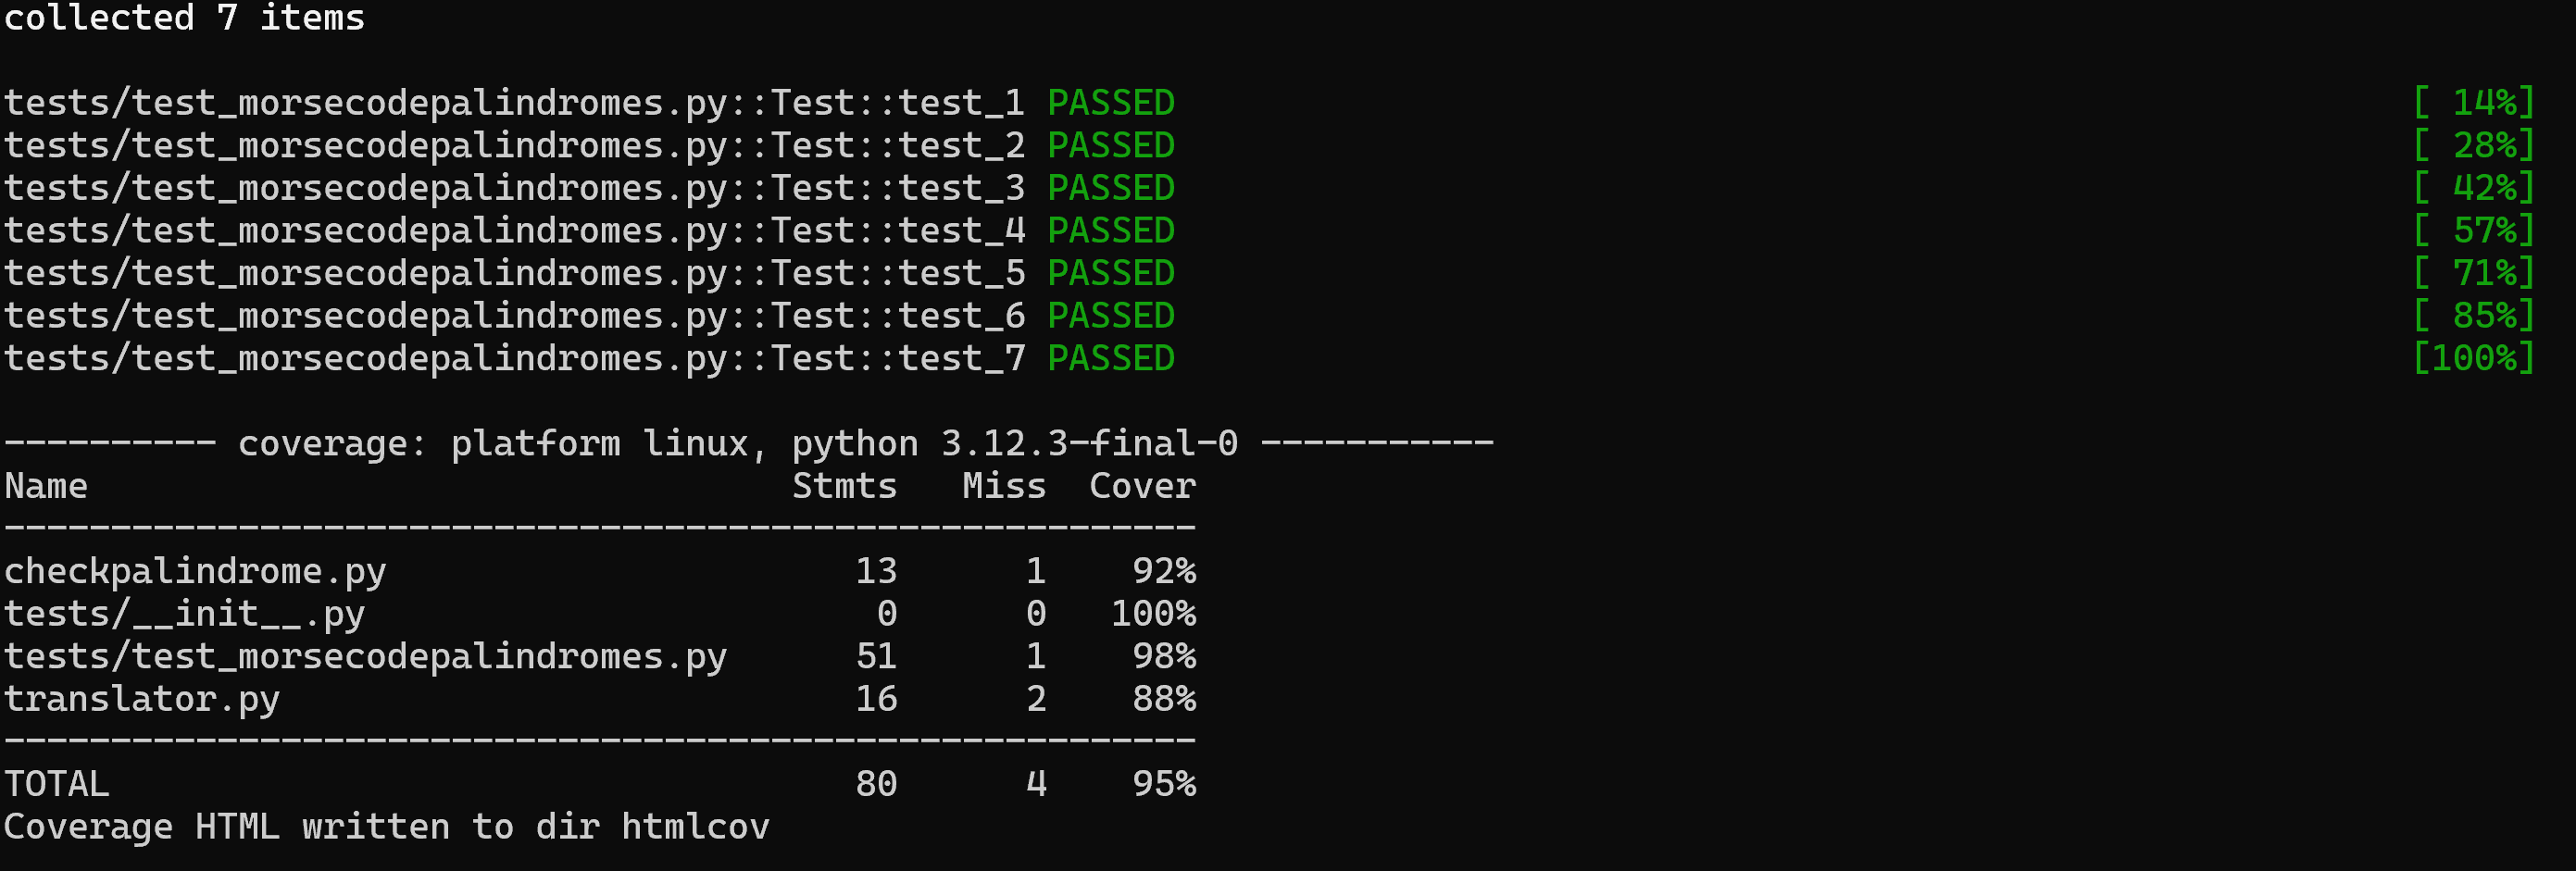 collected 7 items
tests/test_morsecodepalindromes.py::Test::test_1 PASSED [ 14%]
tests/test_morsecodepalindromes.py::Test::test_2 PASSED [ 28%]
tests/test_morsecodepalindromes.py::Test::test_3 PASSED [ 42%]
tests/test_morsecodepalindromes.py::Test::test_4 PASSED [ 57%]
tests/test_morsecodepalindromes.py::Test::test_5 PASSED [ 71%]
tests/test_morsecodepalindromes.py::Test::test_6 PASSED [ 85%]
tests/test_morsecodepalindromes.py::Test::test_7 PASSED [100%]
---------- coverage: platform linux, python 3.12.3-final-0 -----------
Name Stmts Miss Cover
--------------------------------------------------------
checkpalindrome.py 13 1 92%
tests/__init__.py 0 0 100%
tests/test_morsecodepalindromes.py 51 1 98%
translator.py 16 2 88%
--------------------------------------------------------
TOTAL 80 4 95%
Coverage HTML written to dir htmlcov